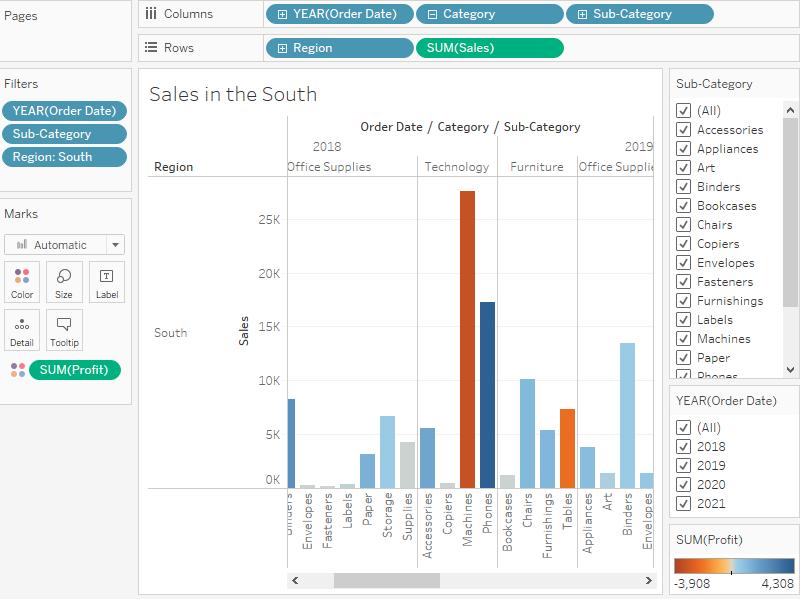 Pages
Columns
YEAR(Order Date)
Category
Sub-Category
Rows
Region
SUM(Sales)
Filters
YEAR(Order Date)
Sub-Category
Region: South
Marks
Automatic
Color
Size
Label
Detail
Tooltip
SUM(Profit)
Sales in the South
Order Date / Category / Sub-Category
2018
2019
Region
Office Supplies
Technology
Furniture
Office Supplie
South
Sales
25K
20K
15K
10K
5K
0K
Binders
Envelopes
Fasteners
Labels
Paper
Storage
Supplies
Accessories
Copiers
Machines
Phones
Bookcases
Chairs
Furnishings
Tables
Appliances
Art
Binders
Envelopes
Sub-Category
(All)
Accessories
Appliances
Art
Binders
Bookcases
Chairs
Copiers
Envelopes
Fasteners
Furnishings
Labels
Machines
Paper
Phones
YEAR(Order Date)
(All)
2018
2019
2020
2021
SUM(Profit)
-3,908
4,308